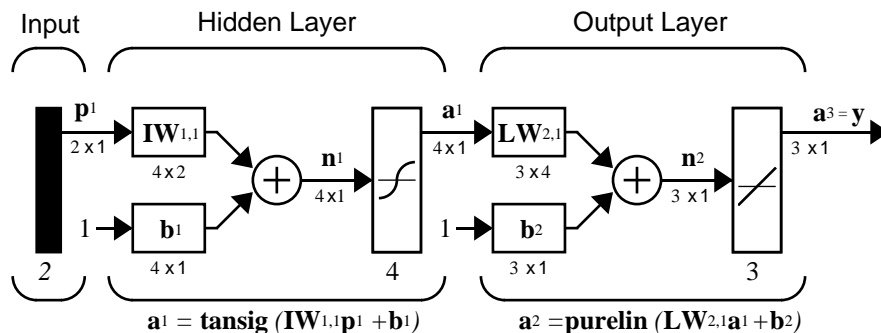 Input Hidden Layer Output Layer
p1 a1 a3 = y
2 x 1 IW1,1 4 x 1 LW2,1 3 x 1
4 x 2 n1 3 x 4 n2
4 x 1 3 x 1
1 b1 1 b2
2 4 x 1 4 3 x 1 3
a1 = tansig (IW1,1p1 +b1) a2 =purelin (LW2,1a1+b2)